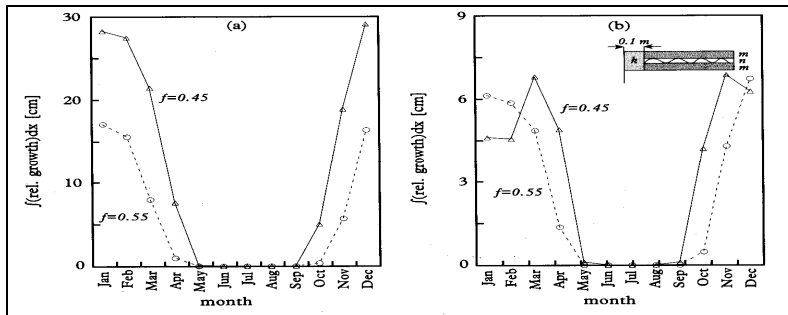 (a)
30
20
10
0
∫(rel. growth)dx [cm]
f=0.45
f=0.55
Jan Feb Mar Apr May Jun Jul Aug Sep Oct Nov Dec
month
(b)
9
6
3
0
∫(rel. growth)dx [cm]
0.1 m
h
m
n
m
f=0.45
f=0.55
Jan Feb Mar Apr May Jun Jul Aug Sep Oct Nov Dec
month